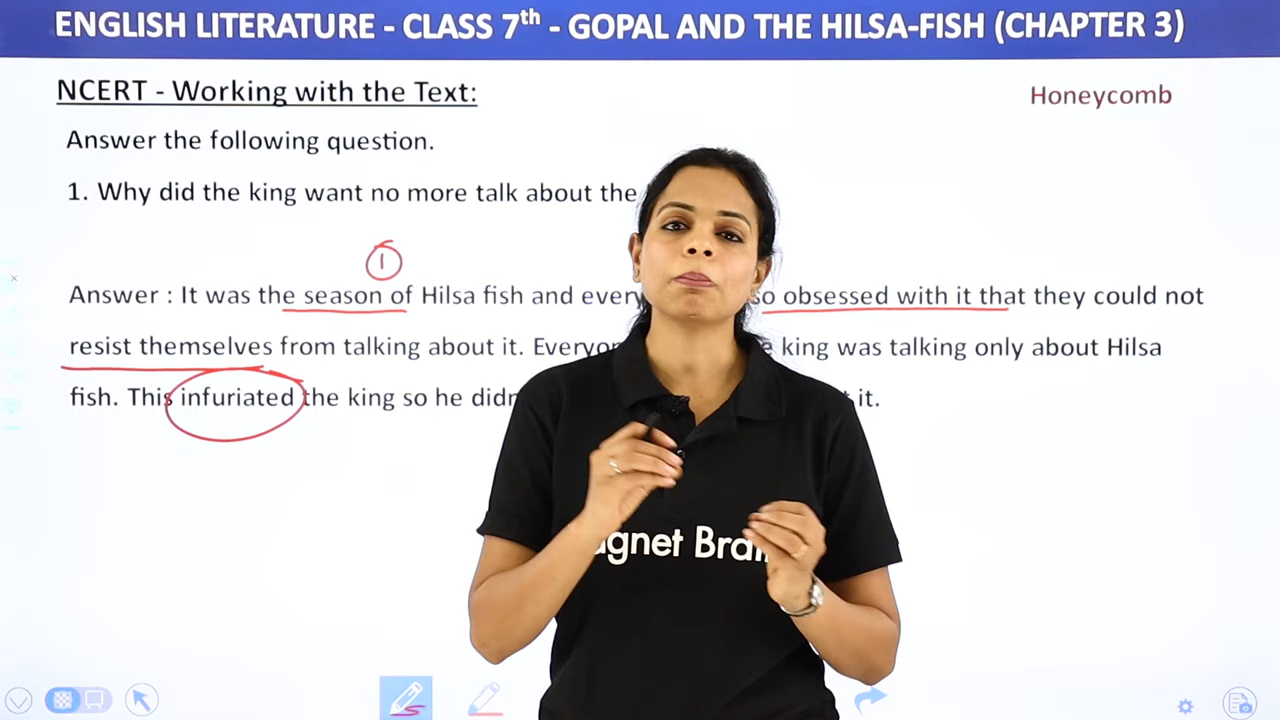 ENGLISH LITERATURE - CLASS 7th - GOPAL AND THE HILSA-FISH (CHAPTER 3)
NCERT - Working with the Text:
Honeycomb
Answer the following question.
1. Why did the king want no more talk about the
1
Answer : It was the season of Hilsa fish and every so obsessed with it that they could not
resist themselves from talking about it. king was talking only about Hilsa
fish. This infuriated the king so he it.
agnet Brai